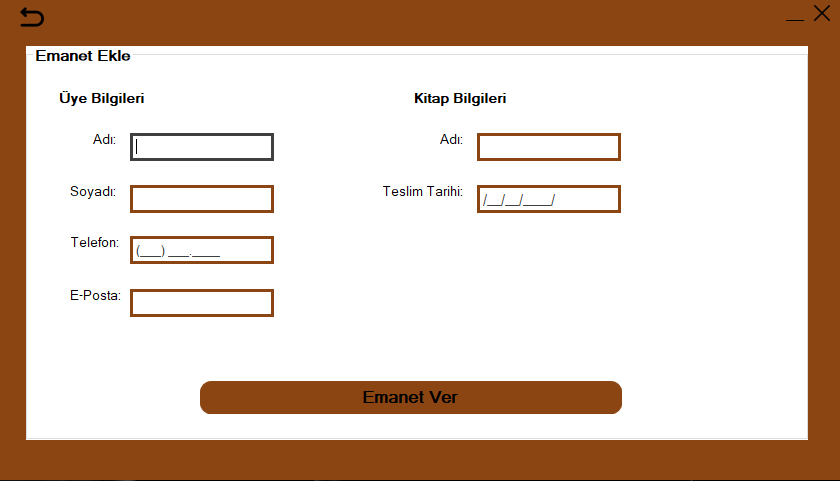 Emanet Ekle
Üye Bilgileri
Adı:
Soyadı:
Telefon: (___) ___.____
E-Posta:
Kitap Bilgileri
Adı:
Teslim Tarihi: /__/__/____/
Emanet Ver